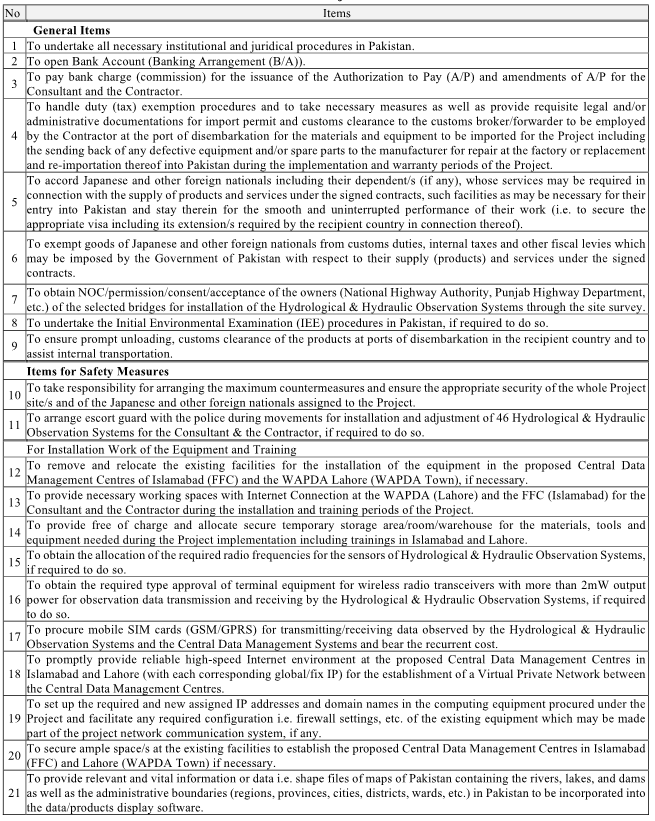 No Items
General Items
1 To undertake all necessary institutional and juridical procedures in Pakistan.
2 To open Bank Account (Banking Arrangement (B/A)).
3 To pay bank charge (commission) for the issuance of the Authorization to Pay (A/P) and amendments of A/P for the
Consultant and the Contractor.
4 To handle duty (tax) exemption procedures and to take necessary measures as well as provide requisite legal and/or
administrative documentations for import permit and customs clearance to the customs broker/forwarder to be employed
by the Contractor at the port of disembarkation for the materials and equipment to be imported for the Project including
the sending back of any defective equipment and/or spare parts to the manufacturer for repair at the factory or replacement
and re-importation thereof into Pakistan during the implementation and warranty periods of the Project.
5 To accord Japanese and other foreign nationals including their dependent/s (if any), whose services may be required in
connection with the supply of products and services under the signed contracts, such facilities as may be necessary for their
entry into Pakistan and stay therein for the smooth and uninterrupted performance of their work (i.e. to secure the
appropriate visa including its extension/s required by the recipient country in connection thereof).
6 To exempt goods of Japanese and other foreign nationals from customs duties, internal taxes and other fiscal levies which
may be imposed by the Government of Pakistan with respect to their supply (products) and services under the signed
contracts.
7 To obtain NOC/permission/consent/acceptance of the owners (National Highway Authority, Punjab Highway Department,
etc.) of the selected bridges for installation of the Hydrological & Hydraulic Observation Systems through the site survey.
8 To undertake the Initial Environmental Examination (IEE) procedures in Pakistan, if required to do so.
9 To ensure prompt unloading, customs clearance of the products at ports of disembarkation in the recipient country and to
assist internal transportation.
Items for Safety Measures
10 To take responsibility for arranging the maximum countermeasures and ensure the appropriate security of the whole Project
site/s and of the Japanese and other foreign nationals assigned to the Project.
11 To arrange escort guard with the police during movements for installation and adjustment of 46 Hydrological & Hydraulic
Observation Systems for the Consultant & the Contractor, if required to do so.
For Installation Work of the Equipment and Training
12 To remove and relocate the existing facilities for the installation of the equipment in the proposed Central Data
Management Centres of Islamabad (FFC) and the WAPDA Lahore (WAPDA Town), if necessary.
13 To provide necessary working spaces with Internet Connection at the WAPDA (Lahore) and the FFC (Islamabad) for the
Consultant and the Contractor during the installation and training periods of the Project.
14 To provide free of charge and allocate secure temporary storage area/room/warehouse for the materials, tools and
equipment needed during the Project implementation including trainings in Islamabad and Lahore.
15 To obtain the allocation of the required radio frequencies for the sensors of Hydrological & Hydraulic Observation Systems,
if required to do so.
16 To obtain the required type approval of terminal equipment for wireless radio transceivers with more than 2mW output
power for observation data transmission and receiving by the Hydrological & Hydraulic Observation Systems, if required
to do so.
17 To procure mobile SIM cards (GSM/GPRS) for transmitting/receiving data observed by the Hydrological & Hydraulic
Observation Systems and the Central Data Management Systems and bear the recurrent cost.
18 To promptly provide reliable high-speed Internet environment at the proposed Central Data Management Centres in
Islamabad and Lahore (with each corresponding global/fix IP) for the establishment of a Virtual Private Network between
the Central Data Management Centres.
19 To set up the required and new assigned IP addresses and domain names in the computing equipment procured under the
Project and facilitate any required configuration i.e. firewall settings, etc. of the existing equipment which may be made
part of the project network communication system, if any.
20 To secure ample space/s at the existing facilities to establish the proposed Central Data Management Centres in Islamabad
(FFC) and Lahore (WAPDA Town) if necessary.
21 To provide relevant and vital information or data i.e. shape files of maps of Pakistan containing the rivers, lakes, and dams
as well as the administrative boundaries (regions, provinces, cities, districts, wards, etc.) in Pakistan to be incorporated into
the data/products display software.